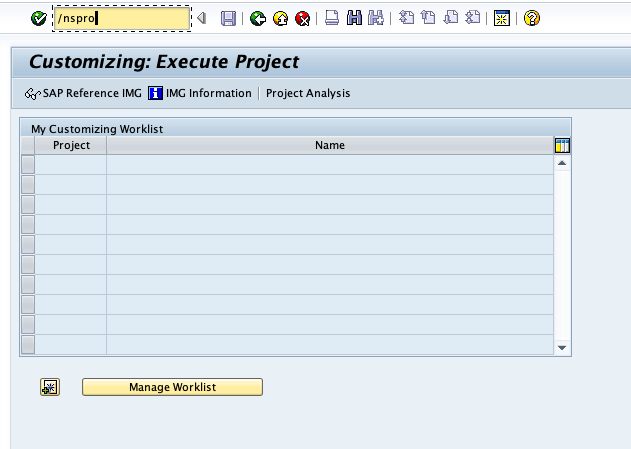 /nspro
Customizing: Execute Project
SAP Reference IMG IMG Information Project Analysis
My Customizing Worklist
Project Name
Manage Worklist